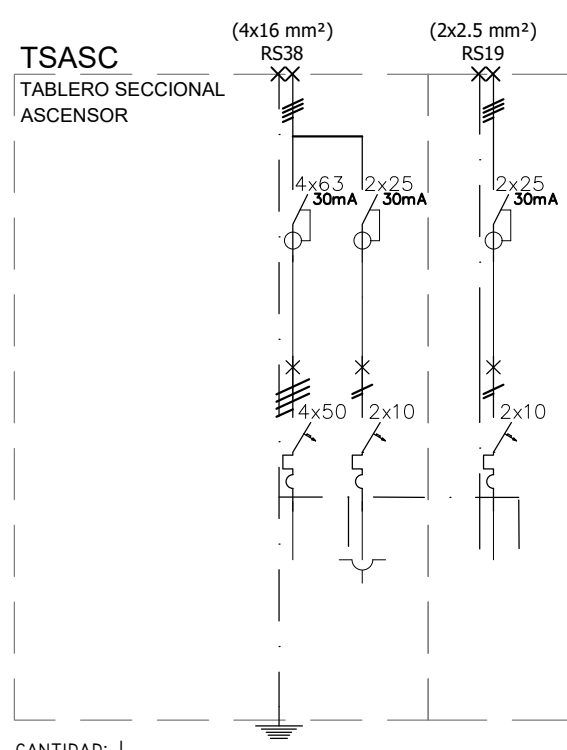 (4x16 mm²)
RS38
(2x2.5 mm²)
RS19
TSASC
TABLERO SECCIONAL
ASCENSOR
4x63
30mA
2x25
30mA
2x25
30mA
4x50
2x10
2x10
CANTIDAD: 1